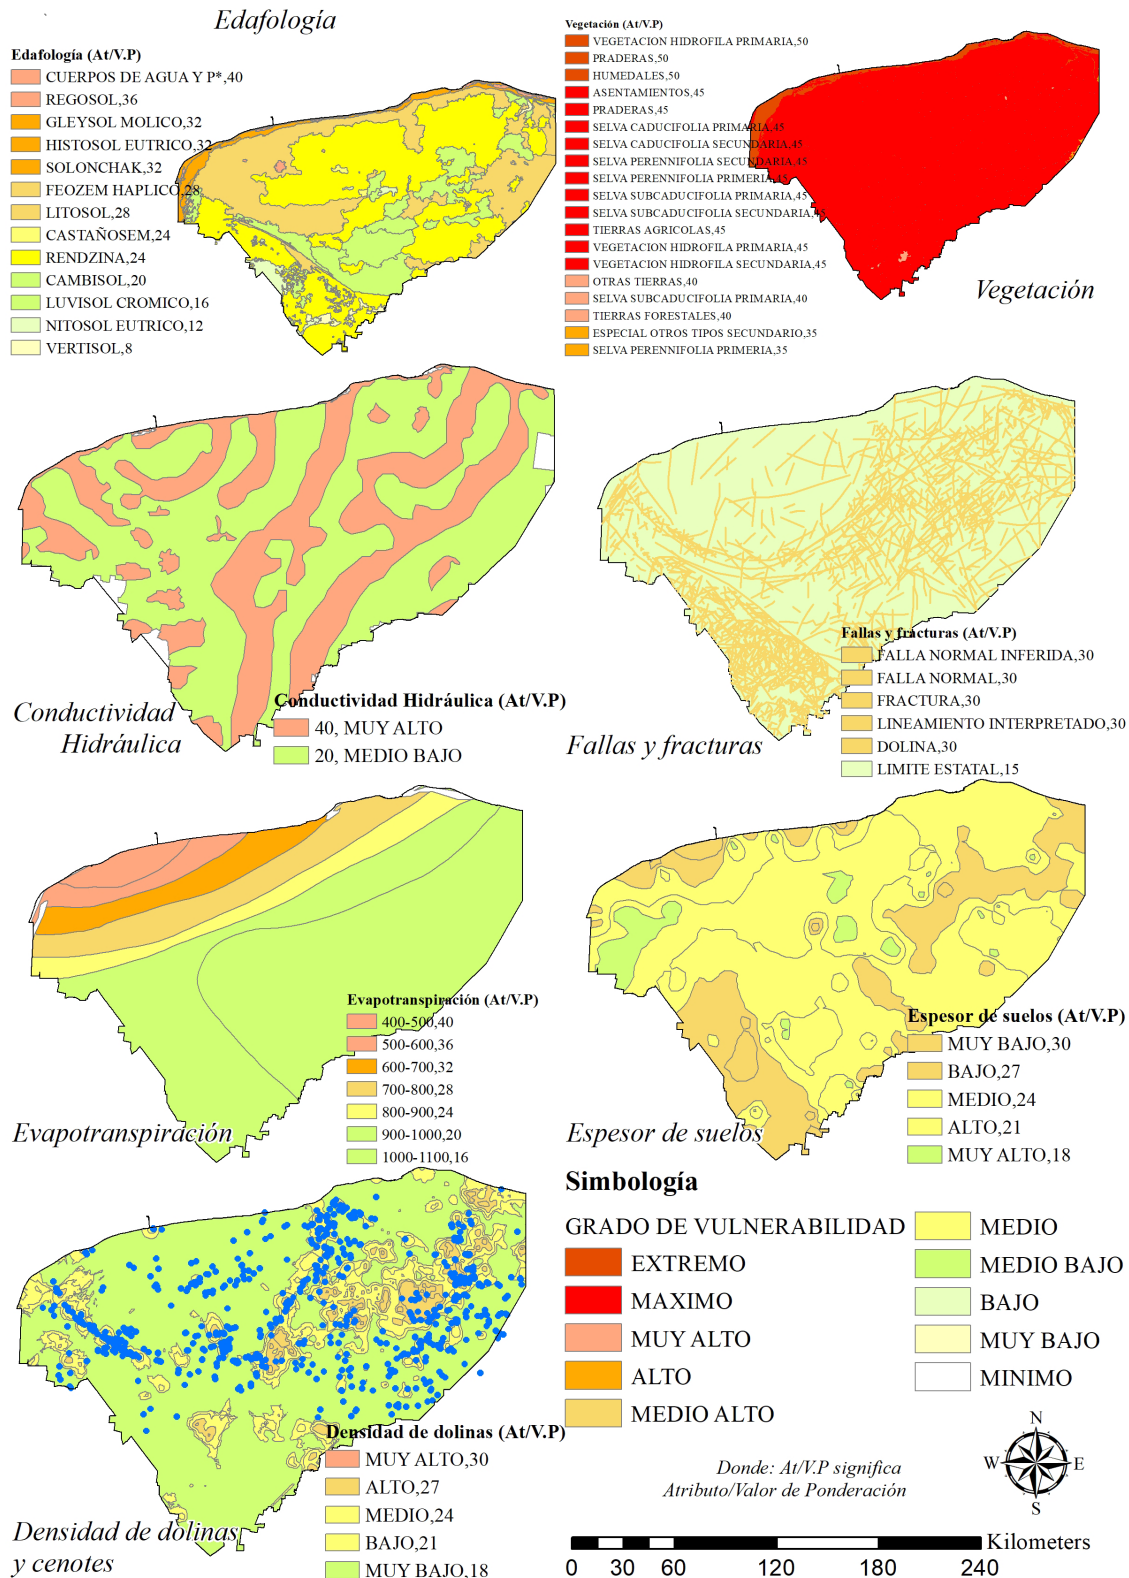 Edafología
Edafología (At/V.P)
CUERPOS DE AGUA Y P*,40
REGOSOL,36
GLEYSOL MOLICO,32
HISTOSOL EUTRICO,32
SOLONCHAK,32
FEOZEM HAPLICO,28
LITOSOL,28
CASTAÑOSEM,24
RENDZINA,24
CAMBISOL,20
LUVISOL CROMICO,16
NITOSOL EUTRICO,12
VERTISOL,8
Vegetación (At/V.P)
VEGETACION HIDROFILA PRIMARIA,50
PRADERAS,50
HUMEDALES,50
ASENTAMIENTOS,45
PRADERAS,45
SELVA CADUCIFOLIA PRIMARIA,45
SELVA CADUCIFOLIA SECUNDARIA,45
SELVA PERENNIFOLIA SECUNDARIA,45
SELVA PERENNIFOLIA PRIMERIA,45
SELVA SUBCADUCIFOLIA PRIMARIA,45
SELVA SUBCADUCIFOLIA SECUNDARIA,45
TIERRAS AGRICOLAS,45
VEGETACION HIDROFILA PRIMARIA,45
VEGETACION HIDROFILA SECUNDARIA,45
OTRAS TIERRAS,40
SELVA SUBCADUCIFOLIA PRIMARIA,40
TIERRAS FORESTALES,40
ESPECIAL OTROS TIPOS SECUNDARIO,35
SELVA PERENNIFOLIA PRIMERIA,35
Vegetación
Conductividad Hidráulica (At/V.P)
40, MUY ALTO
20, MEDIO BAJO
Conductividad
Hidráulica
Fallas y fracturas (At/V.P)
FALLA NORMAL INFERIDA,30
FALLA NORMAL,30
FRACTURA,30
LINEAMIENTO INTERPRETADO,30
DOLINA,30
LIMITE ESTATAL,15
Fallas y fracturas
Evapotranspiración (At/V.P)
400-500,40
500-600,36
600-700,32
700-800,28
800-900,24
900-1000,20
1000-1100,16
Evapotranspiración
Espesor de suelos (At/V.P)
MUY BAJO,30
BAJO,27
MEDIO,24
ALTO,21
MUY ALTO,18
Espesor de suelos
Densidad de dolinas (At/V.P)
MUY ALTO,30
ALTO,27
MEDIO,24
BAJO,21
MUY BAJO,18
Densidad de dolinas
y cenotes
Simbología
GRADO DE VULNERABILIDAD
EXTREMO
MAXIMO
MUY ALTO
ALTO
MEDIO ALTO
MEDIO
MEDIO BAJO
BAJO
MUY BAJO
MINIMO
Donde: At/V.P significa
Atributo/Valor de Ponderación
N
W E
S
Kilometers
0 30 60 120 180 240